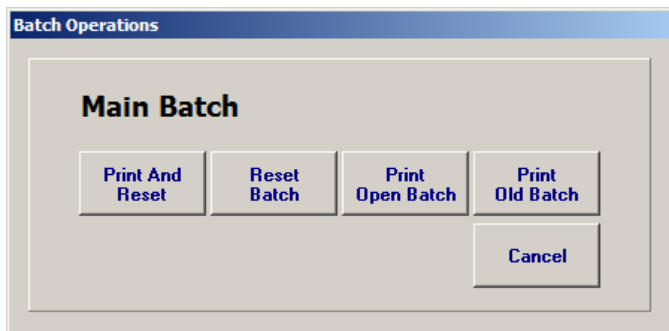 Batch Operations
Main Batch
Print And
Reset
Reset
Batch
Print
Open Batch
Print
Old Batch
Cancel